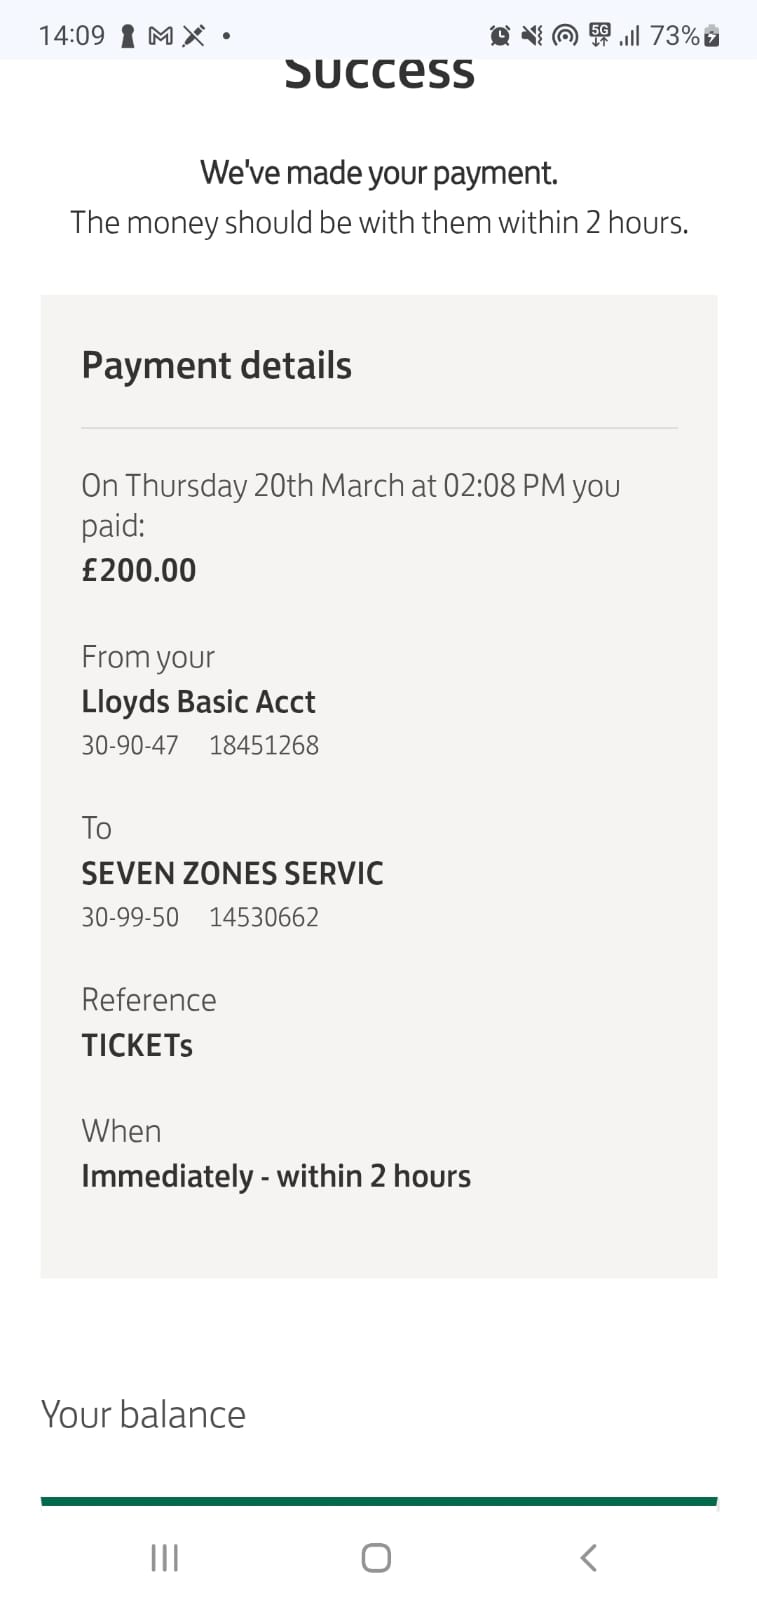 14:09
5G
73%
Success
We've made your payment.
The money should be with them within 2 hours.
Payment details
On Thursday 20th March at 02:08 PM you
paid:
£200.00
From your
Lloyds Basic Acct
30-90-47 18451268
To
SEVEN ZONES SERVIC
30-99-50 14530662
Reference
TICKETs
When
Immediately - within 2 hours
Your balance